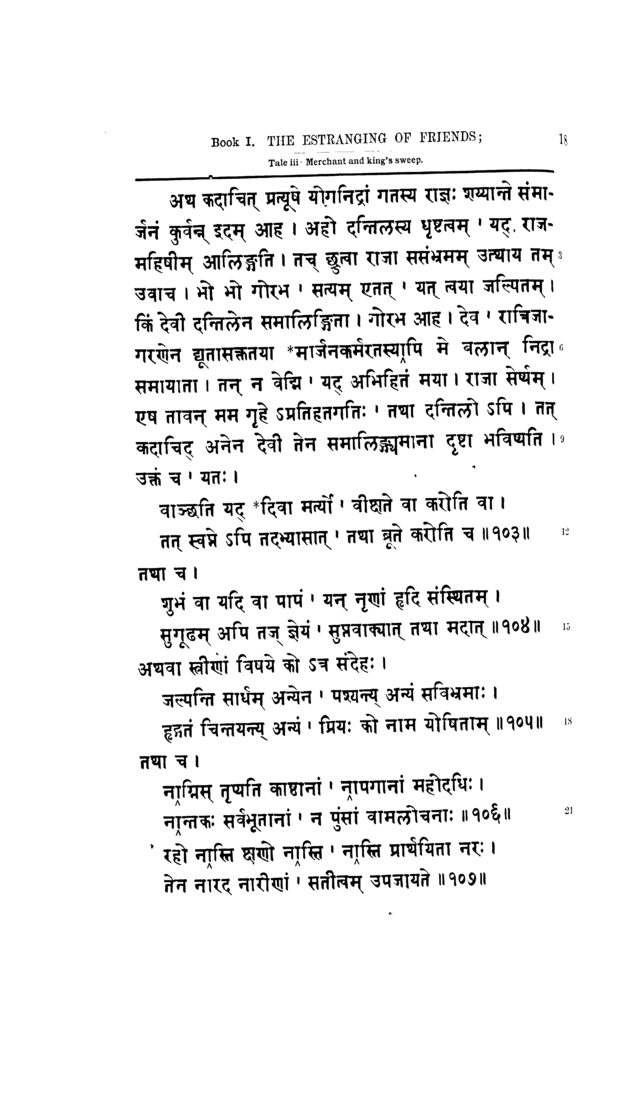 Book I. THE ESTRANGING OF FRIENDS; 18
Tale iii· Merchant and king's sweep.
अथ कदाचित् प्रत्यूषे योगनिद्रां गतस्य राज्ञः शय्यान्ते संमा-
र्जनं कुर्वन्न् इदम् आह । अहो दन्तिलस्य धृष्टत्वम् ' यद् राज-
महिषीम् आलिङ्गति । तच् छ्रुत्वा राजा ससंभ्रमम् उत्थाय तम् 3
उवाच । भो भो गोरभ ' सत्यम् एतत् ' यत् त्वया जल्पितम् ।
किं देवी दन्तिलेन समालिङ्गिता । गोरभ आह । देव ' रात्रिजा-
गरणेन द्यूतासक्ततया *मार्जनकर्मरतस्यापि मे बलान् निद्रा 6
समायाता । तन् न वेद्मि ' यद् अभिहितं मया । राजा सेर्ष्यम् ।
एष तावन् मम गृहे ऽप्रतिहतगतिः ' तथा दन्तिलो ऽपि । तत्
कदाचिद् अनेन देवी तेन समालिङ्ग्यमाना दृष्टा भविष्यति । 9
उक्तं च ' यतः ।
वाञ्छति यद् *दिवा मर्त्यो ' वीक्षते वा करोति वा ।
तत् स्वप्ने ऽपि तदभ्यासात् ' तथा ब्रूते करोति च ॥१०३॥ 12
तथा च ।
शुभं वा यदि वा पापं ' यन् नृणां हृदि संस्थितम् ।
सुगूढम् अपि तज् ज्ञेयं ' सुप्तवाक्यात् तथा मदात् ॥१०४॥ 15
अथवा स्त्रीणां विषये को ऽत्र संदेहः ।
जल्पन्ति सार्धम् अन्येन ' पश्यन्त्य् अन्यं सविभ्रमाः ।
हृद्गतं चिन्तयन्त्य् अन्यं ' प्रियः को नाम योषिताम् ॥१०५॥ 18
तथा च ।
नाग्निस् तृप्यति काष्ठानां ' नापगानां महोदधिः ।
नान्तकः सर्वभूतानां ' न पुंसां वामलोचनाः ॥१०६॥ 21
रहो नास्ति क्षणो नास्ति ' नास्ति प्रार्थयिता नरः ।
तेन नारद नारीणां ' सतीत्वम् उपजायते ॥१०७॥